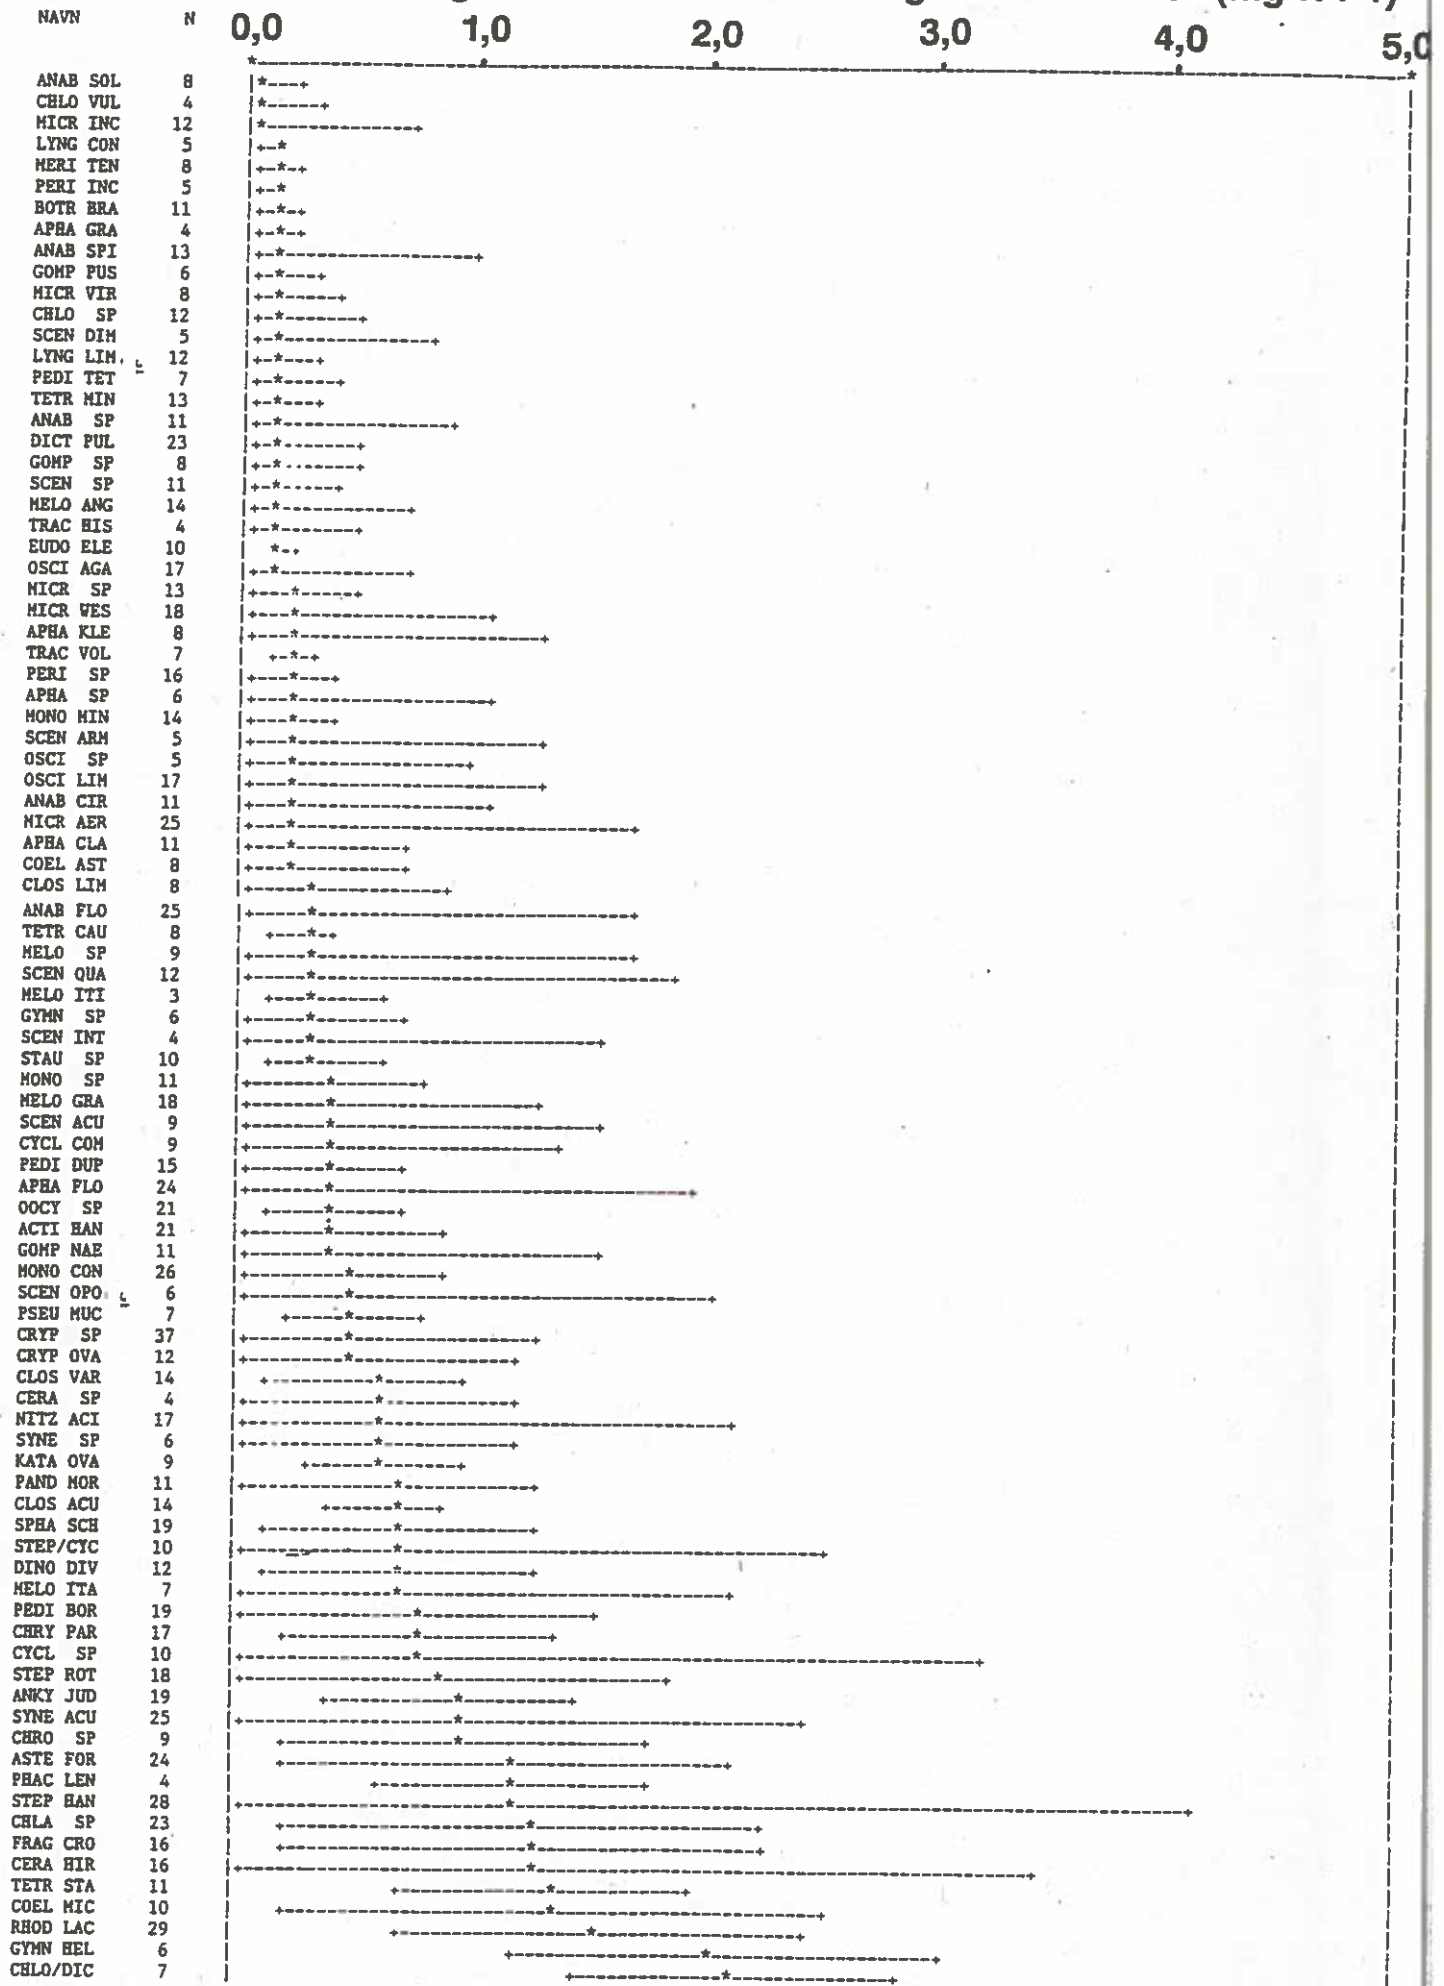 NAVN N 0,0 1,0 2,0 3,0 4,0 5,0
ANAB SOL 8
CHLO VUL 4
MICR INC 12
LYNG CON 5
MERI TEN 8
PERI INC 5
BOTR BRA 11
APHA GRA 4
ANAB SPI 13
GOMP PUS 6
MICR VIR 8
CHLO SP 12
SCEN DIM 5
LYNG LIM 12
PEDI TET 7
TETR MIN 13
ANAB SP 11
DICT PUL 23
GOMP SP 8
SCEN SP 11
MELO ANG 14
TRAC HIS 4
EUDO ELE 10
OSCI AGA 17
MICR SP 13
MICR WES 18
APHA KLE 8
TRAC VOL 7
PERI SP 16
APHA SP 6
MONO MIN 14
SCEN ARM 5
OSCI SP 5
OSCI LIM 17
ANAB CIR 11
MICR AER 25
APHA CLA 11
COEL AST 8
CLOS LIM 8
ANAB FLO 25
TETR CAU 8
MELO SP 9
SCEN QUA 12
MELO ITI 3
GYMN SP 6
SCEN INT 4
STAU SP 10
MONO SP 11
MELO GRA 18
SCEN ACU 9
CYCL COM 9
PEDI DUP 15
APHA FLO 24
OOCY SP 21
ACTI HAN 21
GOMP NAE 11
MONO CON 26
SCEN OPO 6
PSEU MUC 7
CRYP SP 37
CRYP OVA 12
CLOS VAR 14
CERA SP 4
NITZ ACI 17
SYNE SP 6
KATA OVA 9
PAND MOR 11
CLOS ACU 14
SPHA SCH 19
STEP/CYC 10
DINO DIV 12
MELO ITA 7
PEDI BOR 19
CHRY PAR 17
CYCL SP 10
STEP ROT 18
ANKY JUD 19
SYNE ACU 25
CHRO SP 9
ASTE FOR 24
PHAC LEN 4
STEP HAN 28
CHLA SP 23
FRAG CRO 16
CERA HIR 16
TETR STA 11
COEL MIC 10
RHOD LAC 29
GYMN HEL 6
CHLO/DIC 7